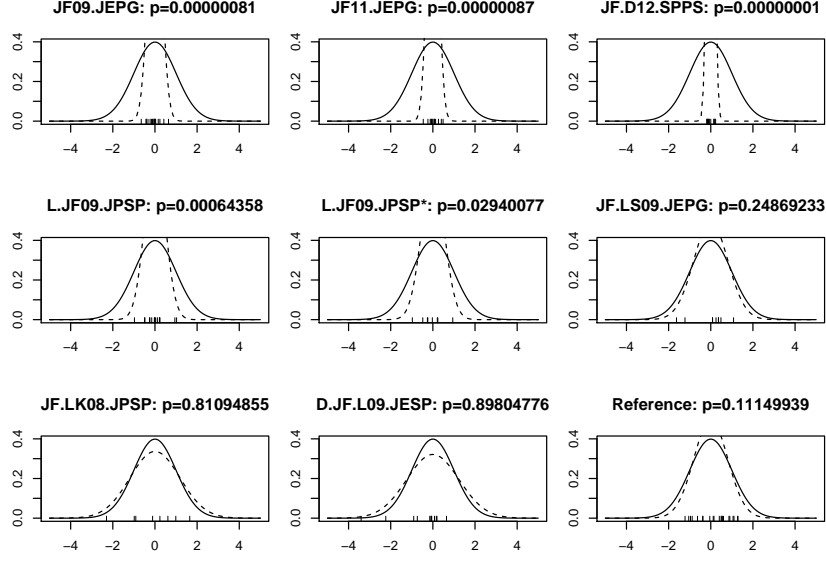 JF09.JEPG: p=0.00000081
JF11.JEPG: p=0.00000087
JF.D12.SPPS: p=0.00000001
0.0 0.2 0.4
−4 −2 0 2 4
0.0 0.2 0.4
−4 −2 0 2 4
0.0 0.2 0.4
−4 −2 0 2 4
L.JF09.JPSP: p=0.00064358
L.JF09.JPSP*: p=0.02940077
JF.LS09.JEPG: p=0.24869233
0.0 0.2 0.4
−4 −2 0 2 4
0.0 0.2 0.4
−4 −2 0 2 4
0.0 0.2 0.4
−4 −2 0 2 4
JF.LK08.JPSP: p=0.81094855
D.JF.L09.JESP: p=0.89804776
Reference: p=0.11149939
0.0 0.2 0.4
−4 −2 0 2 4
0.0 0.2 0.4
−4 −2 0 2 4
0.0 0.2 0.4
−4 −2 0 2 4